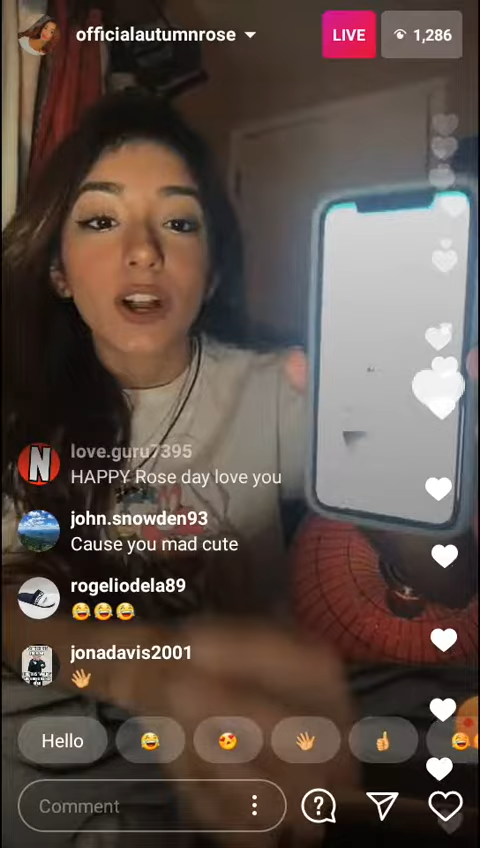 officialautumnrose
LIVE
1,286
love.guru7395
HAPPY Rose day love you
john.snowden93
Cause you mad cute
rogeliodela89
😂😂😂
jonadavis2001
👋
Hello 😂 😍 👋 👍 😂
Comment